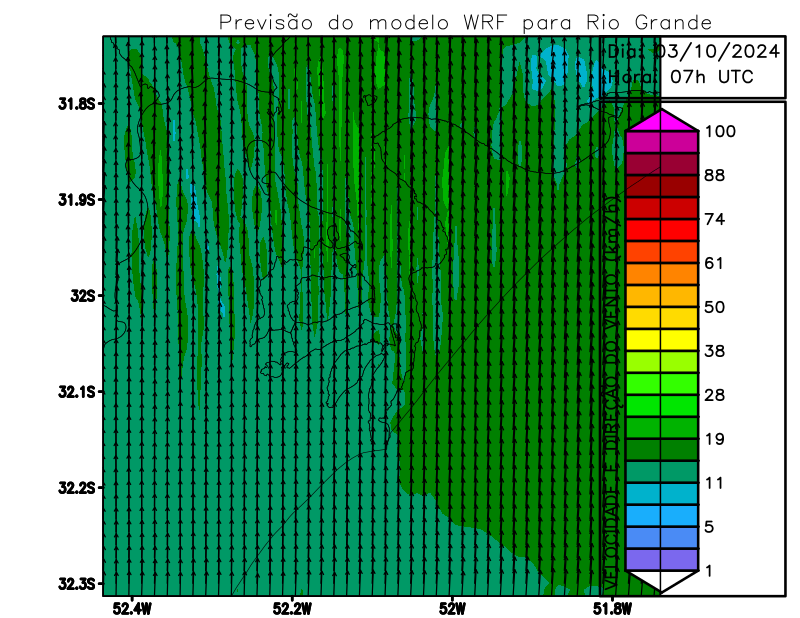 Previsão do modelo WRF para Rio Grande
Dia: 03/10/2024
Hora: 07h UTC
31.8S
31.9S
32S
32.1S
32.2S
32.3S
52.4W
52.2W
52W
51.8W
VELOCIDADE E DIREÇÃO DO VENTO (km/h)
100
88
74
61
50
38
28
19
11
5
1